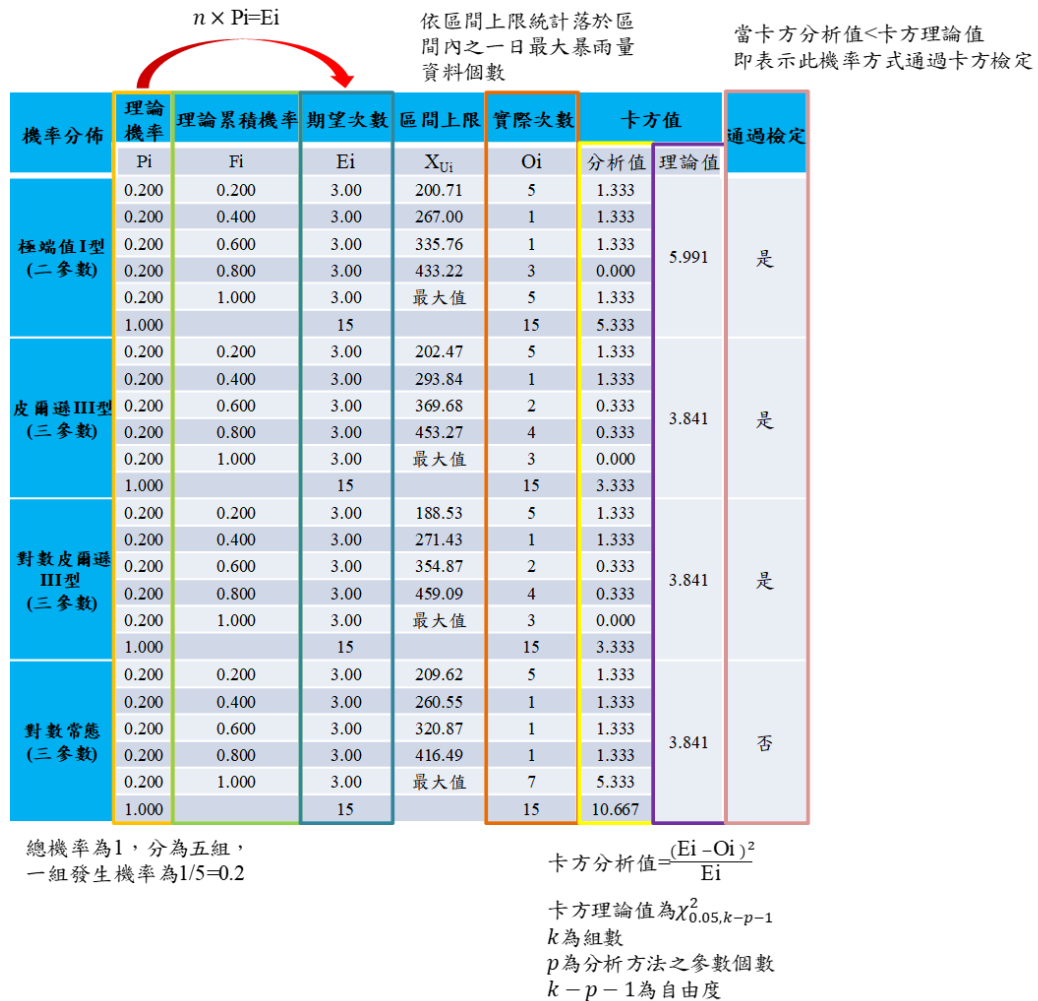 n × Pi=Ei
依區間上限統計落於區
間內之一日最大暴雨量
資料個數
當卡方分析值<卡方理論值
即表示此機率方式通過卡方檢定
機率分佈 理論機率 理論累積機率 期望次數 區間上限 實際次數 卡方值 通過檢定
Pi Fi Ei X_Ui Oi 分析值 理論值
極端值I型
(二參數)
0.200 0.200 3.00 200.71 5 1.333
0.200 0.400 3.00 267.00 1 1.333
0.200 0.600 3.00 335.76 1 1.333
0.200 0.800 3.00 433.22 3 0.000
0.200 1.000 3.00 最大值 5 1.333
1.000 15 15 5.333
5.991 是
皮爾遜III型
(三參數)
0.200 0.200 3.00 202.47 5 1.333
0.200 0.400 3.00 293.84 1 1.333
0.200 0.600 3.00 369.68 2 0.333
0.200 0.800 3.00 453.27 4 0.333
0.200 1.000 3.00 最大值 3 0.000
1.000 15 15 3.333
3.841 是
對數皮爾遜
III型
(三參數)
0.200 0.200 3.00 188.53 5 1.333
0.200 0.400 3.00 271.43 1 1.333
0.200 0.600 3.00 354.87 2 0.333
0.200 0.800 3.00 459.09 4 0.333
0.200 1.000 3.00 最大值 3 0.000
1.000 15 15 3.333
3.841 是
對數常態
(三參數)
0.200 0.200 3.00 209.62 5 1.333
0.200 0.400 3.00 260.55 1 1.333
0.200 0.600 3.00 320.87 1 1.333
0.200 0.800 3.00 416.49 1 1.333
0.200 1.000 3.00 最大值 7 5.333
1.000 15 15 10.667
3.841 否
總機率為1，分為五組，
一組發生機率為1/5=0.2
卡方分析值=(Ei –Oi )²/Ei
卡方理論值為χ²0.05,k−p−1
k為組數
p為分析方法之參數個數
k − p − 1為自由度